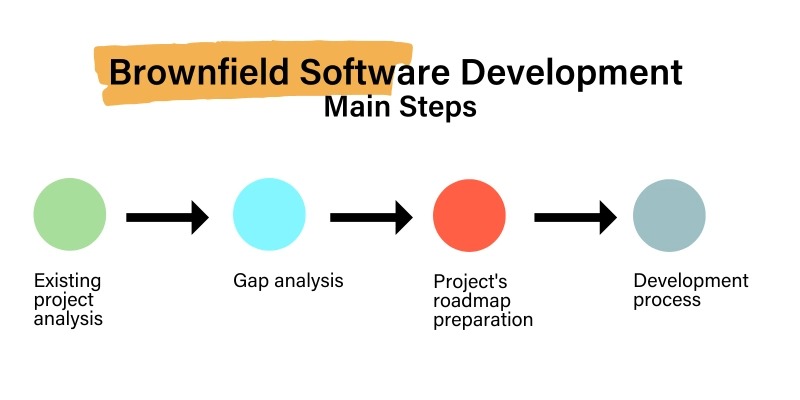 Brownfield Software Development
Main Steps
Existing
project
analysis
Gap analysis
Project's
roadmap
preparation
Development
process